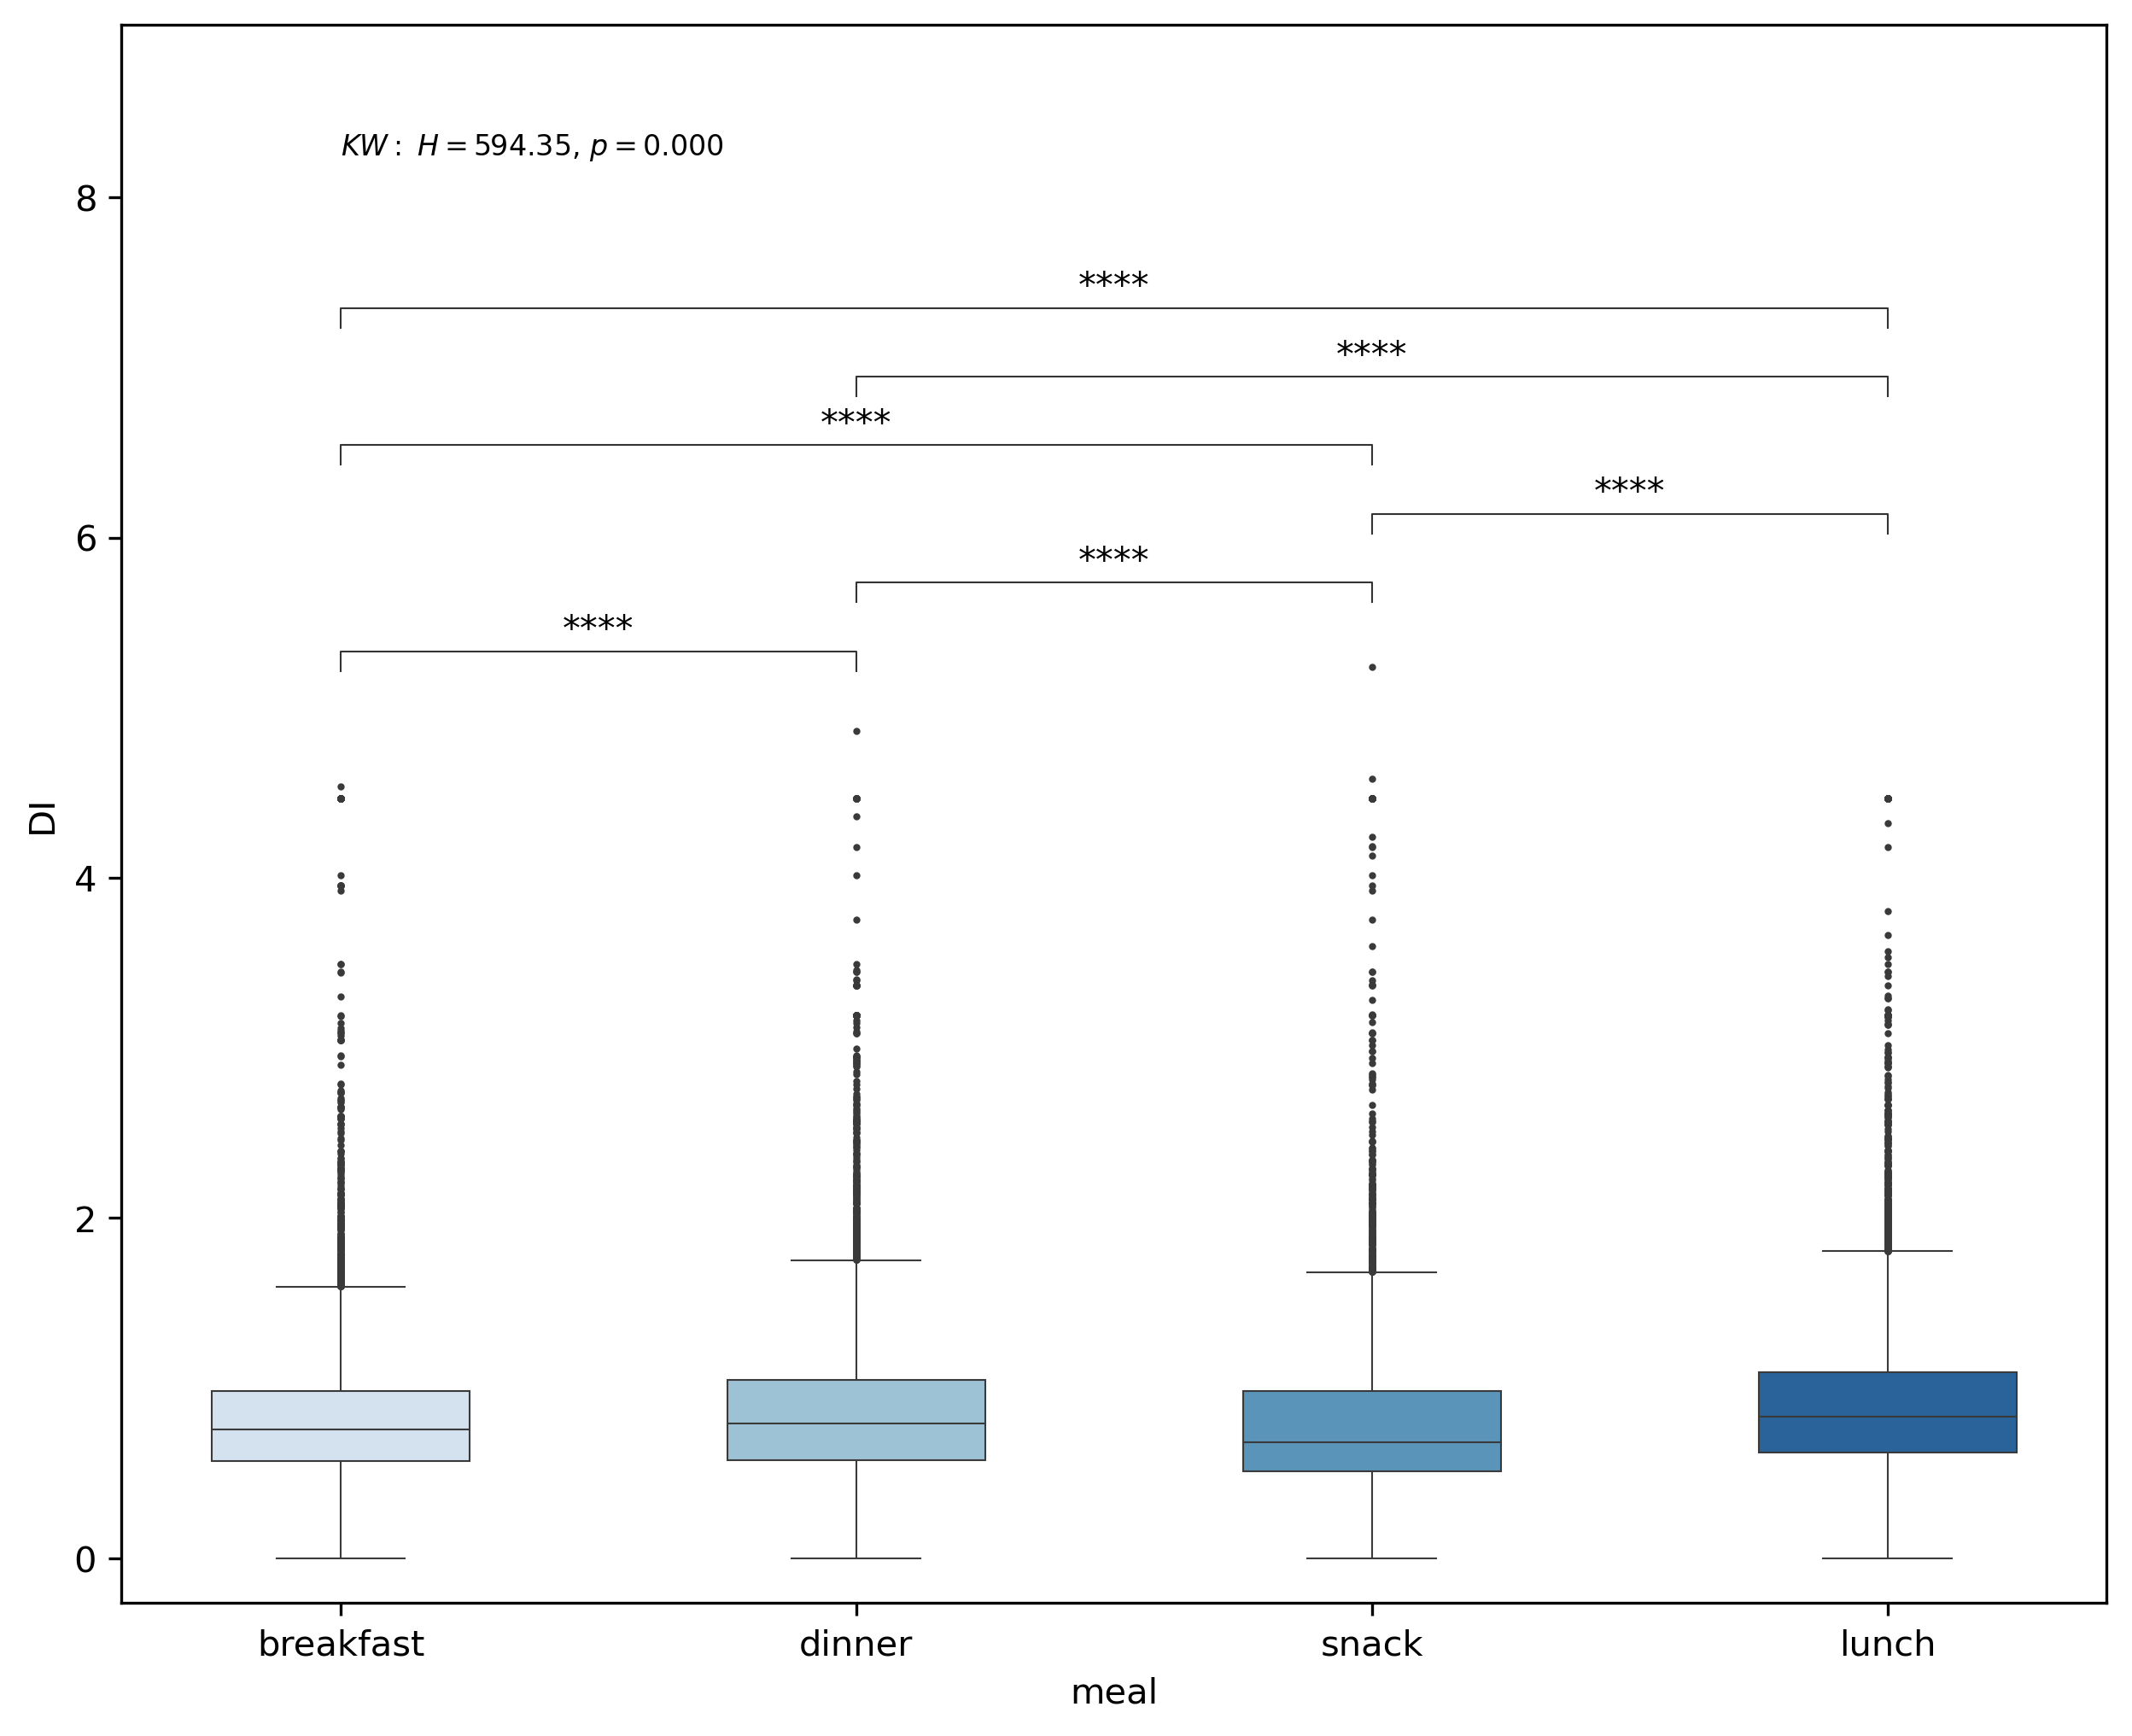 KW: H = 594.35, p = 0.000
8
****
****
****
****
6
****
****
DI
4
2
0
breakfast dinner snack lunch
meal